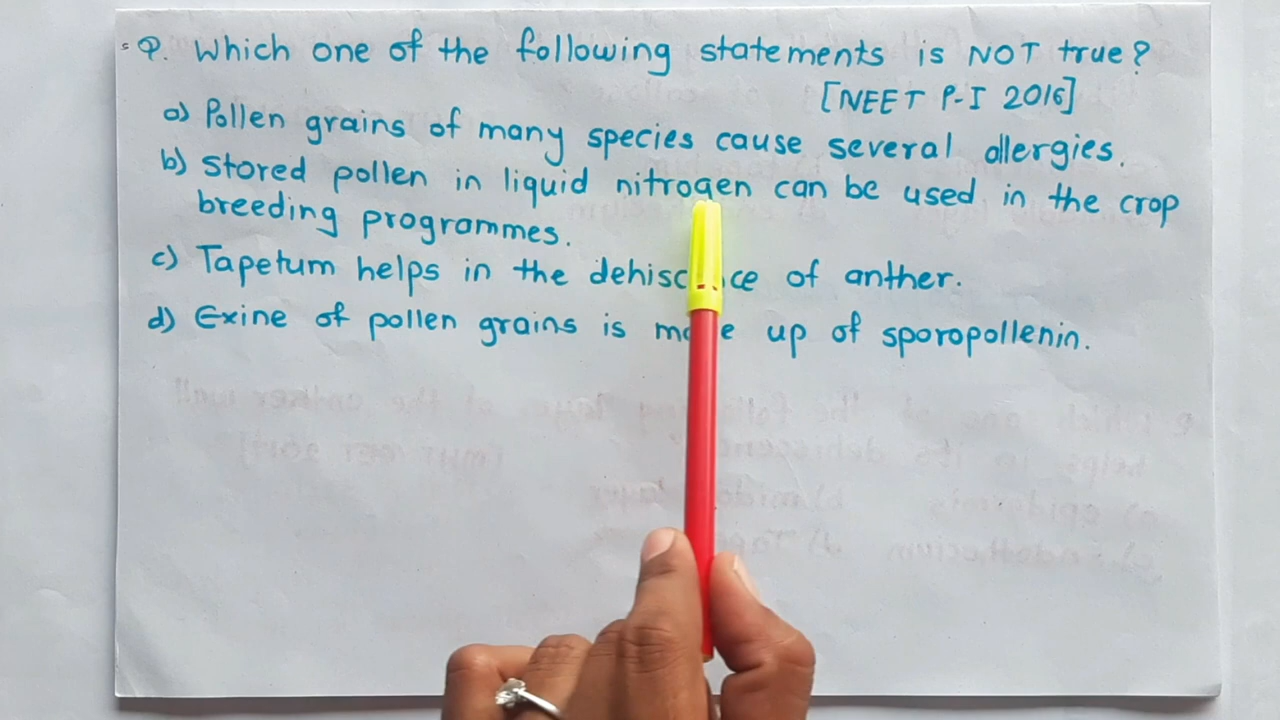 Q. Which one of the following statements is NOT true?
[NEET P-I 2016]
a) Pollen grains of many species cause several allergies.
b) Stored pollen in liquid nitrogen can be used in the crop
breeding programmes.
c) Tapetum helps in the dehiscence of anther.
d) Exine of pollen grains is made up of sporopollenin.